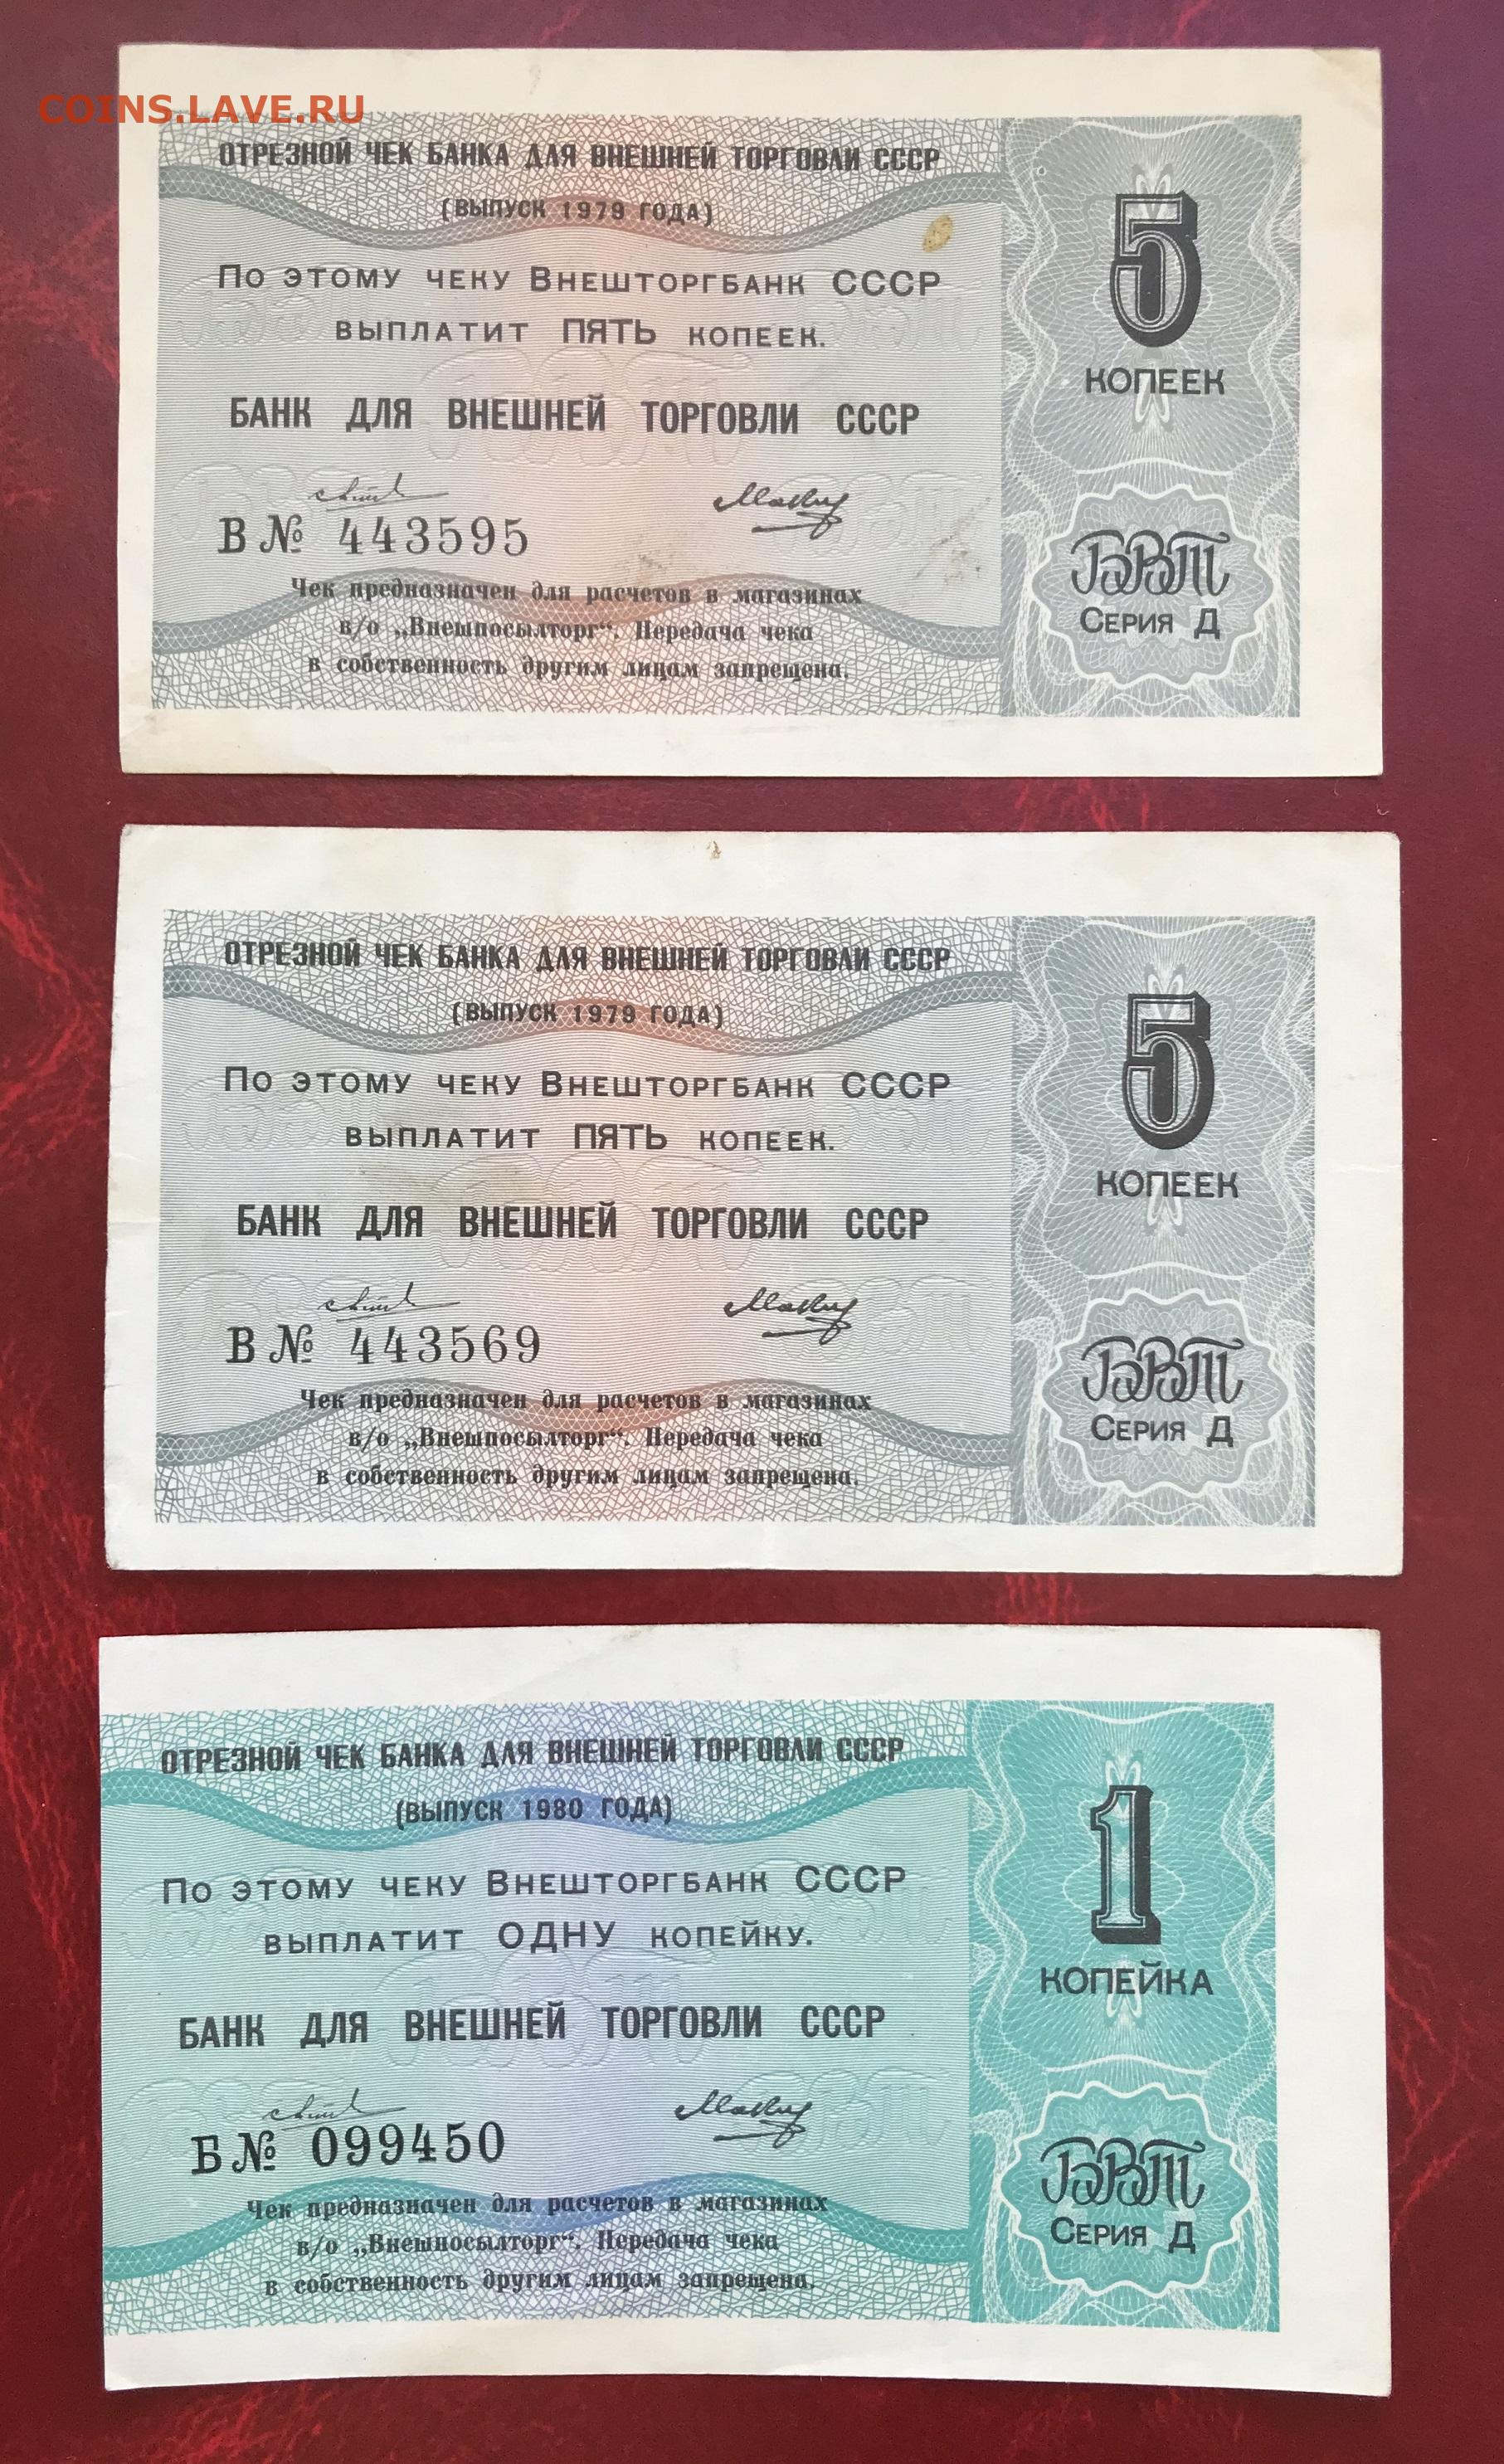 COINS.LAVE.RU
ОТРЕЗНОЙ ЧЕК БАНКА ДЛЯ ВНЕШНЕЙ ТОРГОВЛИ СССР
(ВЫПУСК 1979 ГОДА)
По этому чеку Внешторгбанк СССР
выплатит ПЯТЬ копеек.
БАНК ДЛЯ ВНЕШНЕЙ ТОРГОВЛИ СССР
В № 443595
Чек предназначен для расчетов в магазинах
в/о „Внешпосылторг“. Передача чека
в собственность другим лицам запрещена.
5
КОПЕЕК
БВТ
Серия Д
ОТРЕЗНОЙ ЧЕК БАНКА ДЛЯ ВНЕШНЕЙ ТОРГОВЛИ СССР
(ВЫПУСК 1979 ГОДА)
По этому чеку Внешторгбанк СССР
выплатит ПЯТЬ копеек.
БАНК ДЛЯ ВНЕШНЕЙ ТОРГОВЛИ СССР
В № 443569
Чек предназначен для расчетов в магазинах
в/о „Внешпосылторг“. Передача чека
в собственность другим лицам запрещена.
5
КОПЕЕК
БВТ
Серия Д
ОТРЕЗНОЙ ЧЕК БАНКА ДЛЯ ВНЕШНЕЙ ТОРГОВЛИ СССР
(ВЫПУСК 1980 ГОДА)
По этому чеку Внешторгбанк СССР
выплатит ОДНУ копейку.
БАНК ДЛЯ ВНЕШНЕЙ ТОРГОВЛИ СССР
Б № 099450
Чек предназначен для расчетов в магазинах
в/о „Внешпосылторг“. Передача чека
в собственность другим лицам запрещена.
1
КОПЕЙКА
БВТ
Серия Д